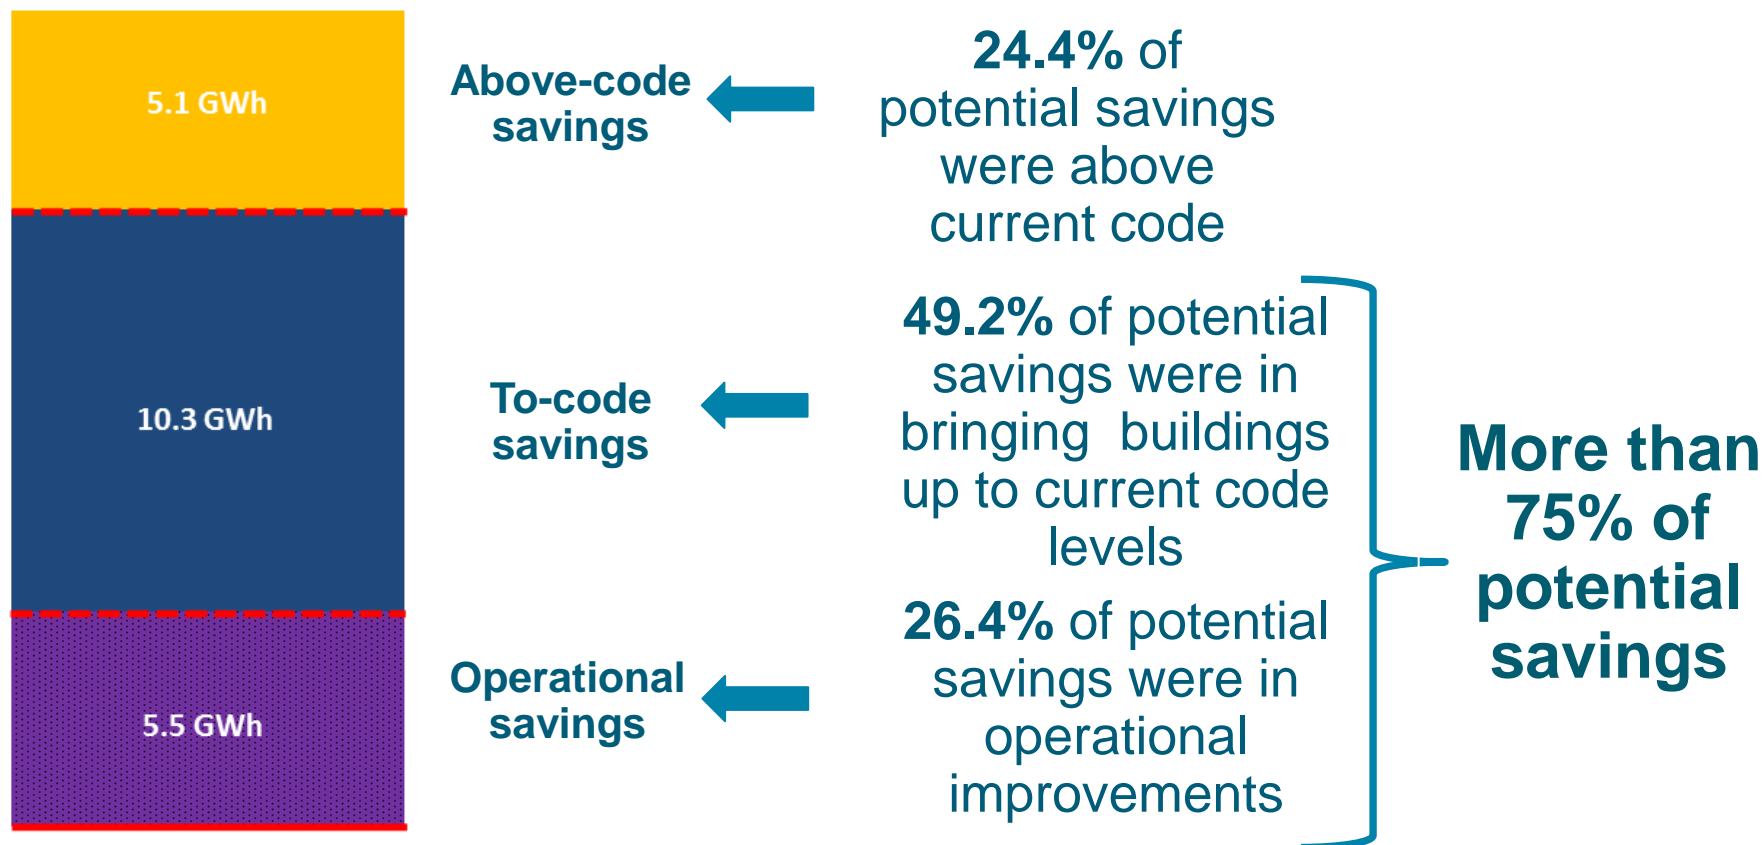 5.1 GWh
Above-code
savings
24.4% of
potential savings
were above
current code
10.3 GWh
To-code
savings
49.2% of potential
savings were in
bringing  buildings
up to current code
levels
5.5 GWh
Operational
savings
26.4% of potential
savings were in
operational
improvements
More than
75% of
potential
savings